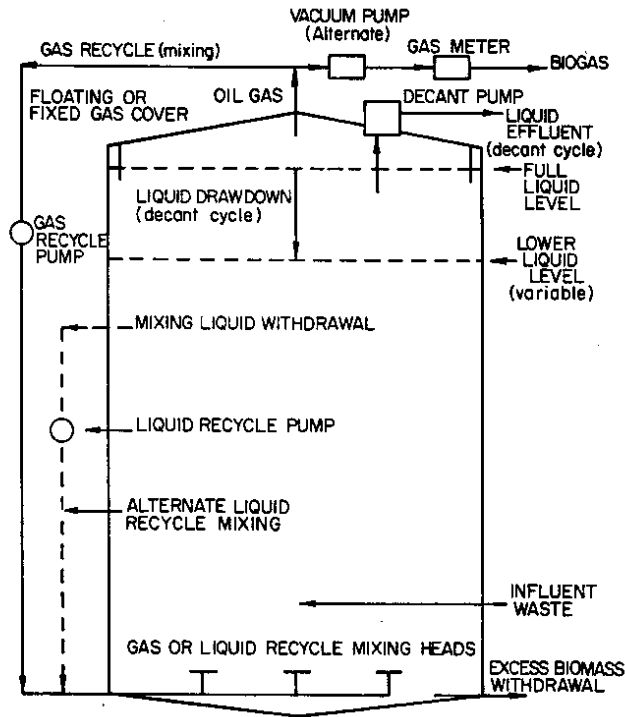 VACUUM PUMP
(Alternate)
GAS RECYCLE (mixing)
GAS METER
BIOGAS
FLOATING OR
FIXED GAS COVER
OIL GAS
DECANT PUMP
LIQUID
EFFLUENT
(decant cycle)
FULL
LIQUID
LEVEL
LIQUID DRAWDOWN
(decant cycle)
GAS
RECYCLE
PUMP
LOWER
LIQUID
LEVEL
(variable)
MIXING LIQUID WITHDRAWAL
LIQUID RECYCLE PUMP
ALTERNATE LIQUID
RECYCLE MIXING
INFLUENT
WASTE
GAS OR LIQUID RECYCLE MIXING HEADS
EXCESS BIOMASS
WITHDRAWAL